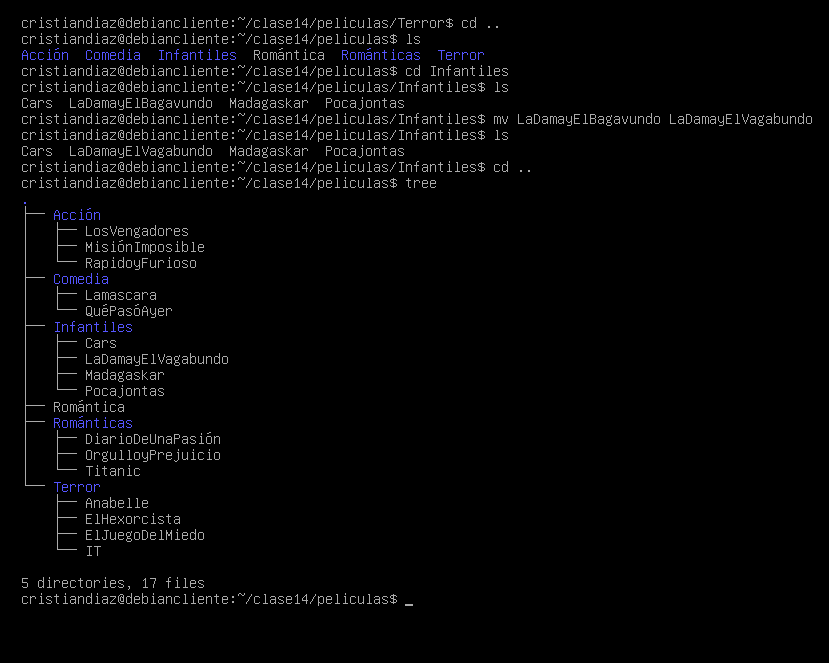 cristiandiaz@debiancliente:~/clase14/peliculas/Terror$ cd ..
cristiandiaz@debiancliente:~/clase14/peliculas$ ls
Acción  Comedia  Infantiles  Romántica  Románticas  Terror
cristiandiaz@debiancliente:~/clase14/peliculas$ cd Infantiles
cristiandiaz@debiancliente:~/clase14/peliculas/Infantiles$ ls
Cars  LaDamayElBagavundo  Madagaskar  Pocajontas
cristiandiaz@debiancliente:~/clase14/peliculas/Infantiles$ mv LaDamayElBagavundo LaDamayElVagabundo
cristiandiaz@debiancliente:~/clase14/peliculas/Infantiles$ ls
Cars  LaDamayElVagabundo  Madagaskar  Pocajontas
cristiandiaz@debiancliente:~/clase14/peliculas/Infantiles$ cd ..
cristiandiaz@debiancliente:~/clase14/peliculas$ tree
.
├── Acción
│   ├── LosVengadores
│   ├── MisiónImposible
│   └── RapidoyFurioso
├── Comedia
│   ├── Lamascara
│   └── QuéPasóAyer
├── Infantiles
│   ├── Cars
│   ├── LaDamayElVagabundo
│   ├── Madagaskar
│   └── Pocajontas
├── Romántica
├── Románticas
│   ├── DiarioDeUnaPasión
│   ├── OrgulloyPrejuicio
│   └── Titanic
└── Terror
    ├── Anabelle
    ├── ElHexorcista
    ├── ElJuegoDelMiedo
    └── IT
5 directories, 17 files
cristiandiaz@debiancliente:~/clase14/peliculas$ _